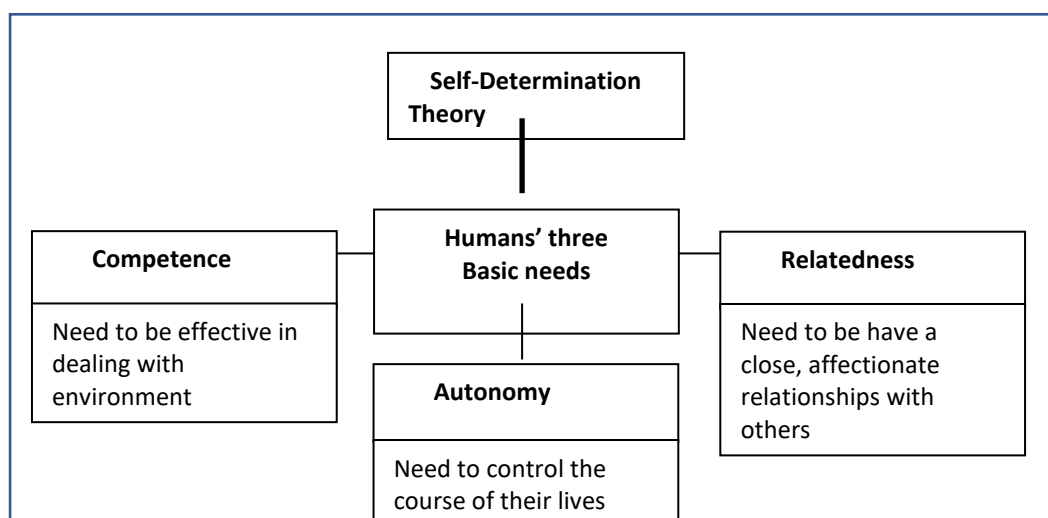 Self-Determination
Theory
Humans’ three
Basic needs
Competence
Need to be effective in
dealing with
environment
Autonomy
Need to control the
course of their lives
Relatedness
Need to be have a
close, affectionate
relationships with
others